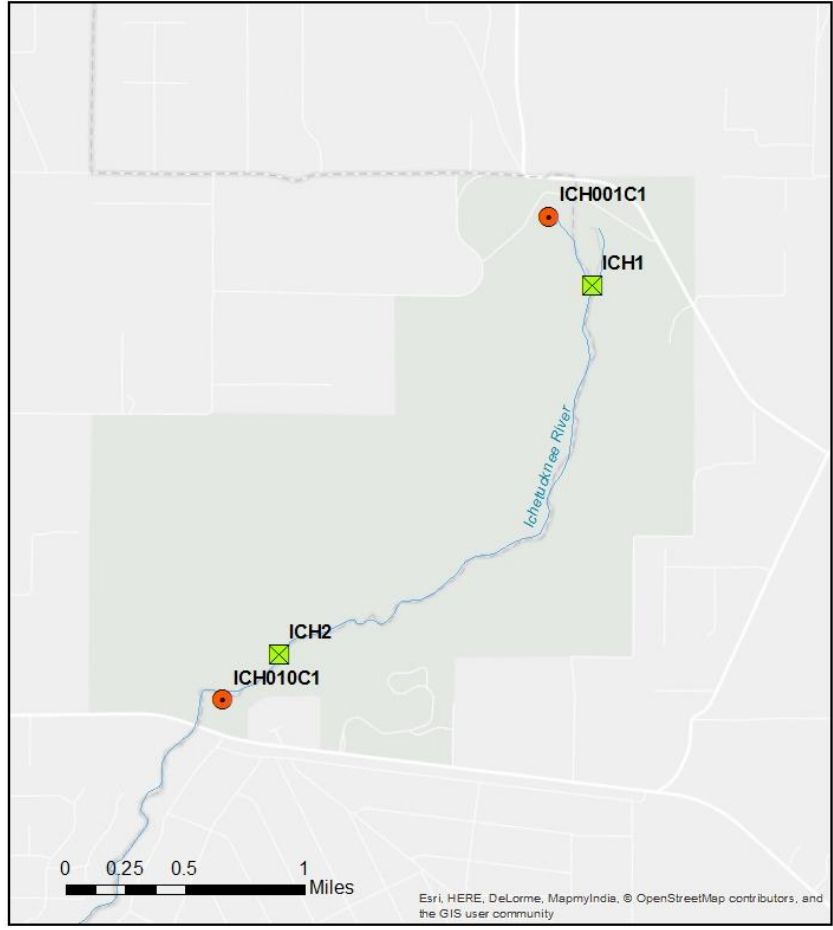 ICH001C1
ICH1
Ichetucknee River
ICH2
ICH010C1
0 0.25 0.5 1
Miles
Esri, HERE, DeLorme, MapmyIndia, © OpenStreetMap contributors, and
the GIS user community